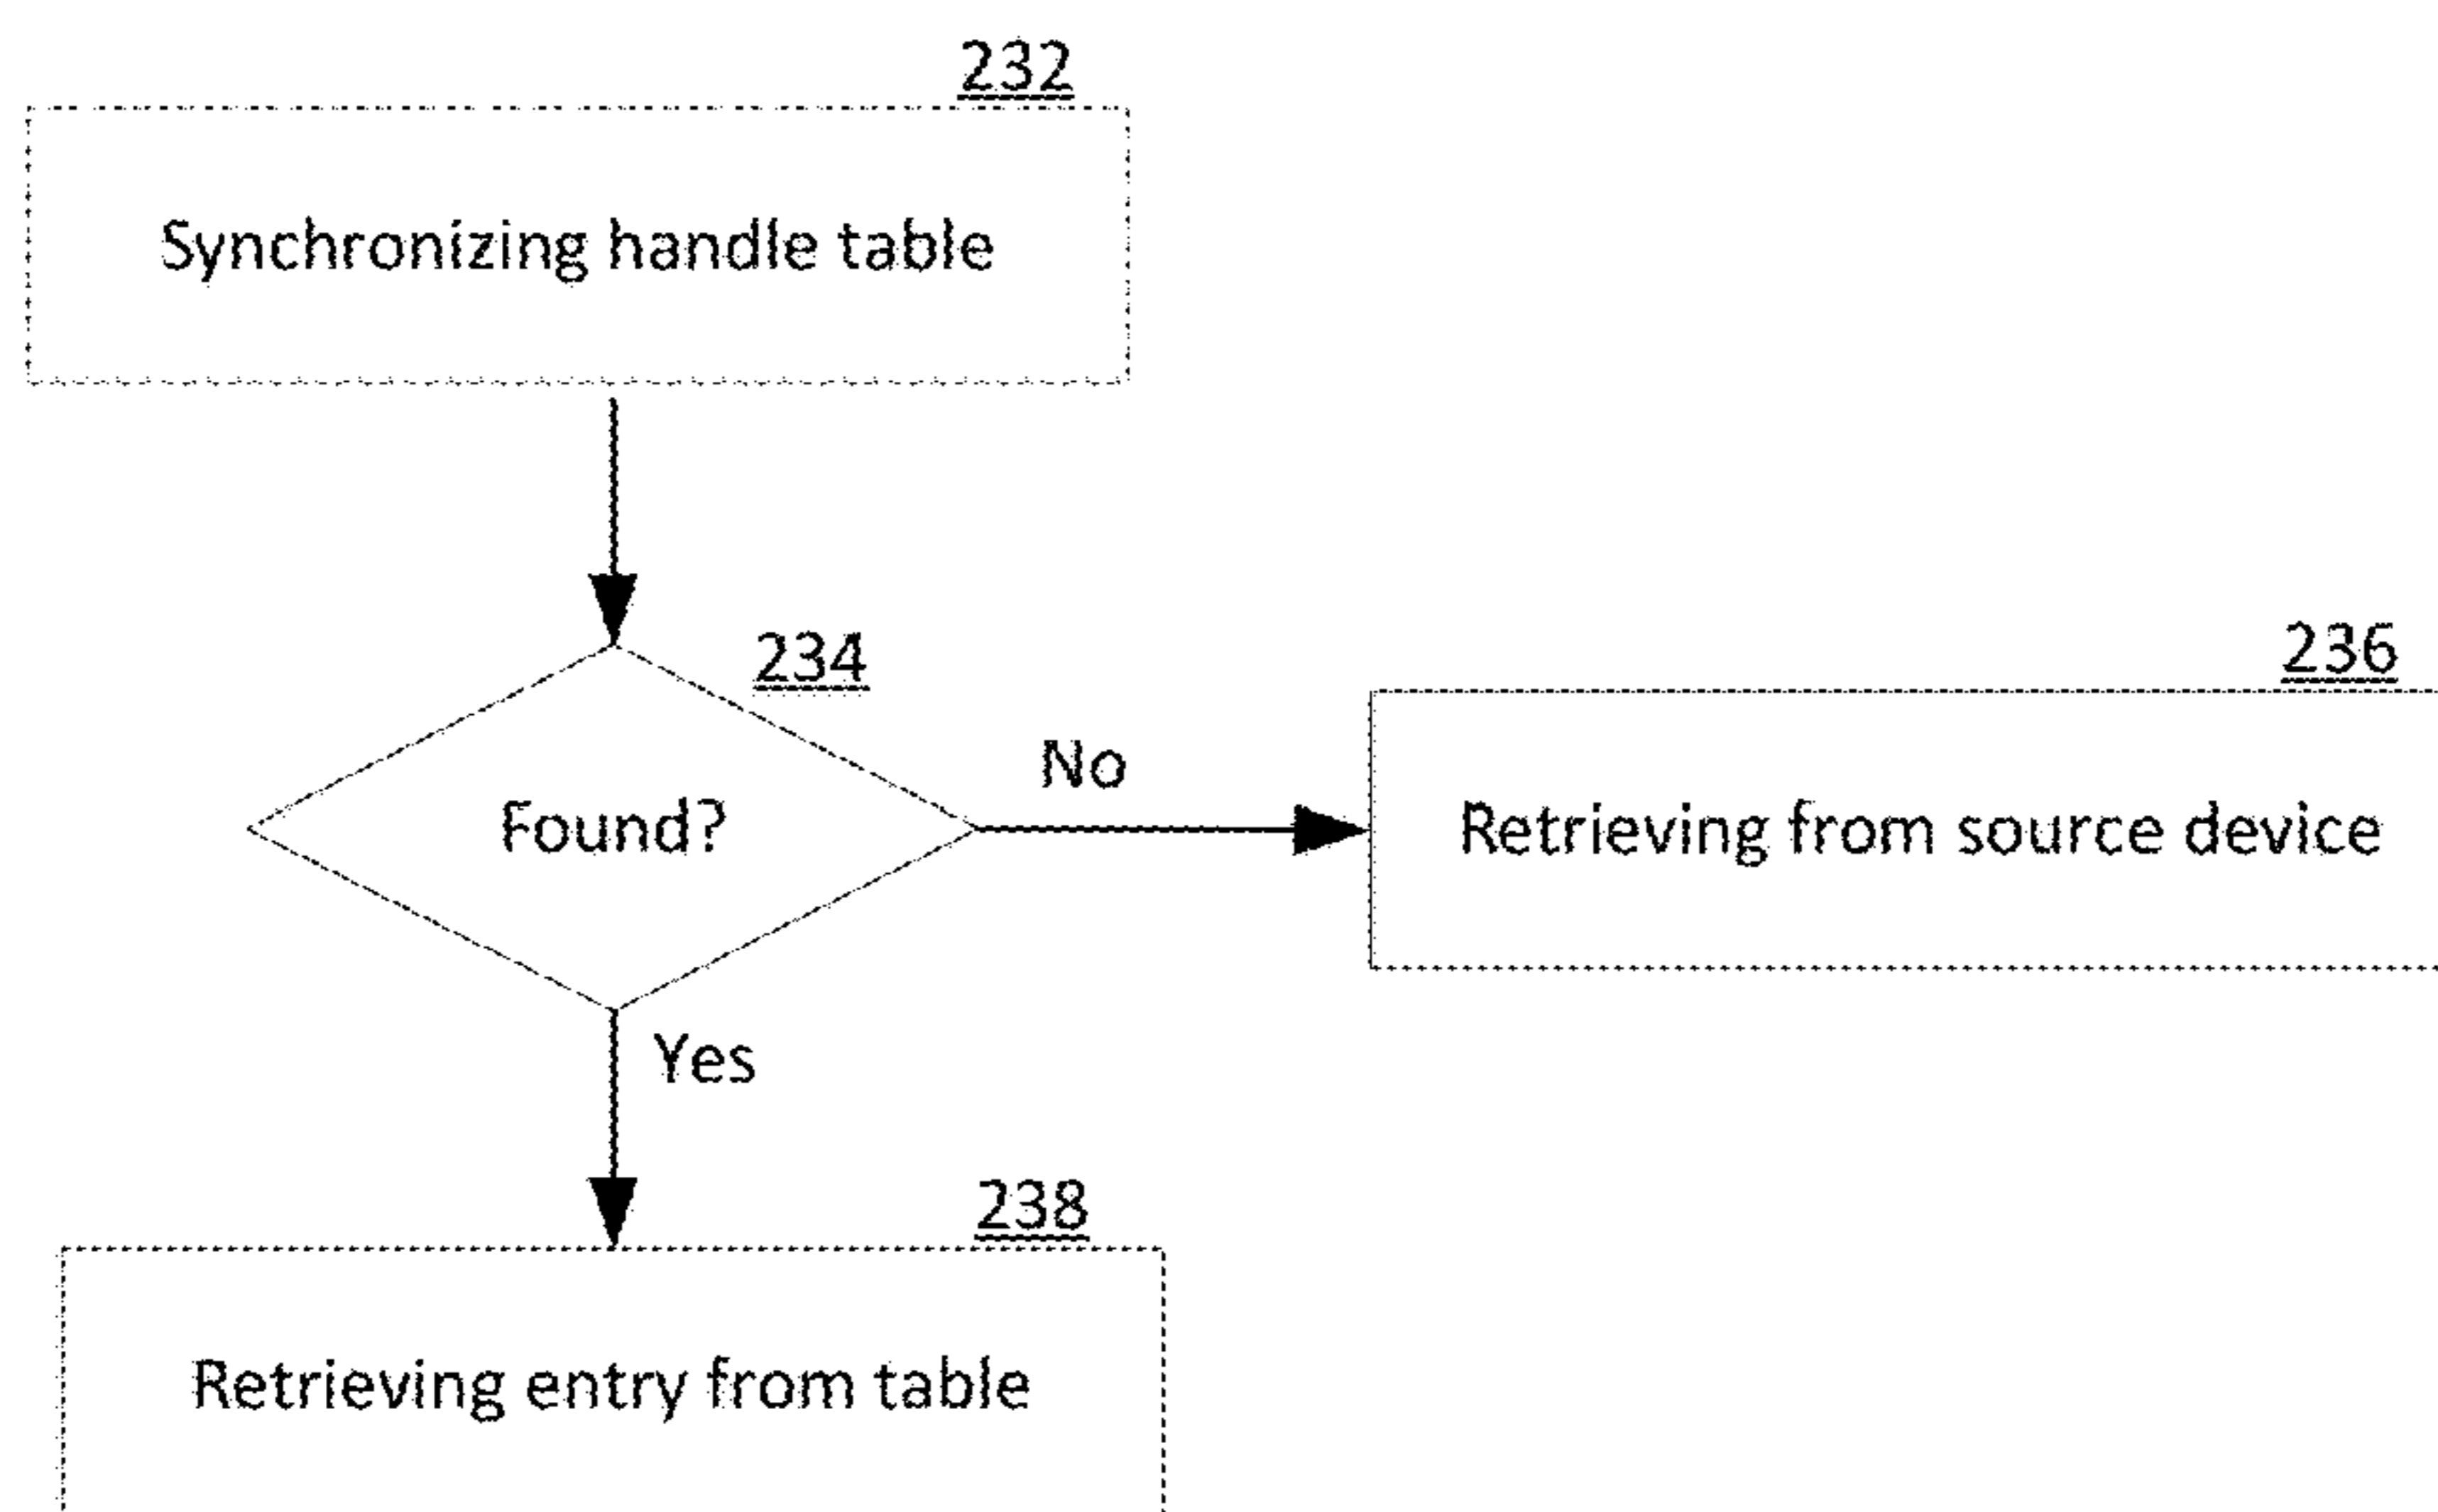 232
Synchronizing handle table
234
Found?
No
236
Retrieving from source device
Yes
238
Retrieving entry from table